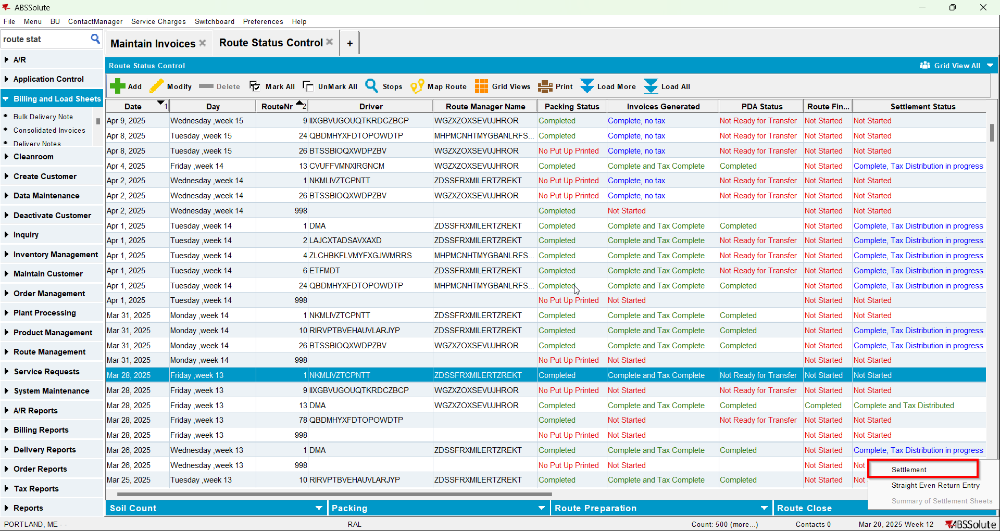 ABSSolute
File Menu BU ContactManager Service Charges Switchboard Preferences Help
route stat
Maintain Invoices Route Status Control +
Route Status Control Grid View All
Add Modify Delete Mark All UnMark All Stops Map Route Grid Views Print Load More Load All
A/R
Application Control
Billing and Load Sheets
Bulk Delivery Note
Consolidated Invoices
Delivery Notes
Cleanroom
Create Customer
Data Maintenance
Deactivate Customer
Inquiry
Inventory Management
Maintain Customer
Order Management
Plant Processing
Product Management
Route Management
Service Requests
System Maintenance
A/R Reports
Billing Reports
Delivery Reports
Order Reports
Tax Reports
Reports
Date 1 Day RouteNr 2 Driver Route Manager Name Packing Status Invoices Generated PDA Status Route Fin... Settlement Status
Apr 9, 2025 Wednesday ,week 15 9 IIXGBVUGOUQTKRDCZBCP WGZXZOXSEVUJHROR Completed Complete, no tax Not Ready for Transfer Not Started Not Started
Apr 8, 2025 Tuesday ,week 15 24 QBDMHYXFDTOPOWDTP MHPMCNHTMYGBANLRFS... Completed Complete, no tax Not Ready for Transfer Not Started Not Started
Apr 8, 2025 Tuesday ,week 15 26 BTSSBIOQXWDPZBV WGZXZOXSEVUJHROR No Put Up Printed Complete, no tax Not Ready for Transfer Not Started Not Started
Apr 4, 2025 Friday ,week 14 13 CVUFFVMNXIRGNCM WGZXZOXSEVUJHROR Completed Complete and Tax Complete Completed Not Started Complete, Tax Distribution in progress
Apr 2, 2025 Wednesday ,week 14 1 NKMLIVZTCPNTT ZDSSFRXMILERTZREKT No Put Up Printed Complete, no tax Not Ready for Transfer Not Started Not Started
Apr 2, 2025 Wednesday ,week 14 26 BTSSBIOQXWDPZBV WGZXZOXSEVUJHROR No Put Up Printed Complete, no tax Not Ready for Transfer Not Started Not Started
Apr 2, 2025 Wednesday ,week 14 998 Completed Not Started Not Started Not Started
Apr 1, 2025 Tuesday ,week 14 1 DMA ZDSSFRXMILERTZREKT Completed Complete and Tax Complete Completed Not Started Complete, Tax Distribution in progress
Apr 1, 2025 Tuesday ,week 14 2 LAJCXTADSAVXAXD ZDSSFRXMILERTZREKT Completed Complete and Tax Complete Not Ready for Transfer Not Started Complete, Tax Distribution in progress
Apr 1, 2025 Tuesday ,week 14 4 ZLCHBKFLVMYFXGJWMRRS MHPMCNHTMYGBANLRFS... Completed Complete and Tax Complete Not Ready for Transfer Not Started Complete, Tax Distribution in progress
Apr 1, 2025 Tuesday ,week 14 6 ETFMDT ZDSSFRXMILERTZREKT Completed Complete and Tax Complete Not Ready for Transfer Not Started Complete, Tax Distribution in progress
Apr 1, 2025 Tuesday ,week 14 24 QBDMHYXFDTOPOWDTP MHPMCNHTMYGBANLRFS... Completed Complete and Tax Complete Completed Not Started Complete, Tax Distribution in progress
Apr 1, 2025 Tuesday ,week 14 998 No Put Up Printed Not Started Not Started Not Started
Mar 31, 2025 Monday ,week 14 1 NKMLIVZTCPNTT ZDSSFRXMILERTZREKT Completed Complete and Tax Complete Completed Not Started Not Started
Mar 31, 2025 Monday ,week 14 10 RIRVPTBVEHAUVLARJYP ZDSSFRXMILERTZREKT Completed Complete and Tax Complete Completed Not Started Complete, Tax Distribution in progress
Mar 31, 2025 Monday ,week 14 26 BTSSBIOQXWDPZBV WGZXZOXSEVUJHROR Completed Complete and Tax Complete Completed Not Started Complete, Tax Distribution in progress
Mar 31, 2025 Monday ,week 14 998 No Put Up Printed Not Started Not Started Not Started
Mar 28, 2025 Friday ,week 13 1 NKMLIVZTCPNTT ZDSSFRXMILERTZREKT Completed Complete and Tax Complete Not Ready for Transfer Not Started Not Started
Mar 28, 2025 Friday ,week 13 9 IIXGBVUGOUQTKRDCZBCP WGZXZOXSEVUJHROR No Put Up Printed Not Started Not Ready for Transfer Not Started Not Started
Mar 28, 2025 Friday ,week 13 13 DMA WGZXZOXSEVUJHROR Completed Complete and Tax Complete Completed Completed Complete and Tax Distributed
Mar 28, 2025 Friday ,week 13 78 QBDMHYXFDTOPOWDTP Completed Not Started Not Ready for Transfer Not Started Not Started
Mar 28, 2025 Friday ,week 13 998 No Put Up Printed Not Started Not Started Not Started
Mar 26, 2025 Wednesday ,week 13 1 DMA ZDSSFRXMILERTZREKT Completed Complete and Tax Complete Completed Not Started Complete, Tax Distribution in progress
Mar 26, 2025 Wednesday ,week 13 998 No Put Up Printed Not Started Not Started Not
Mar 25, 2025 Tuesday ,week 13 10 RIRVPTBVEHAUVLARJYP ZDSSFRXMILERTZREKT Completed Complete and Tax Complete Completed Not Started Not
Settlement
Straight Even Return Entry
Summary of Settlement Sheets
Soil Count Packing Route Preparation Route Close
PORTLAND, ME - - RAL Count: 500 (more...) Contacts 0 Mar 20, 2025 Week 12 ABSSolute